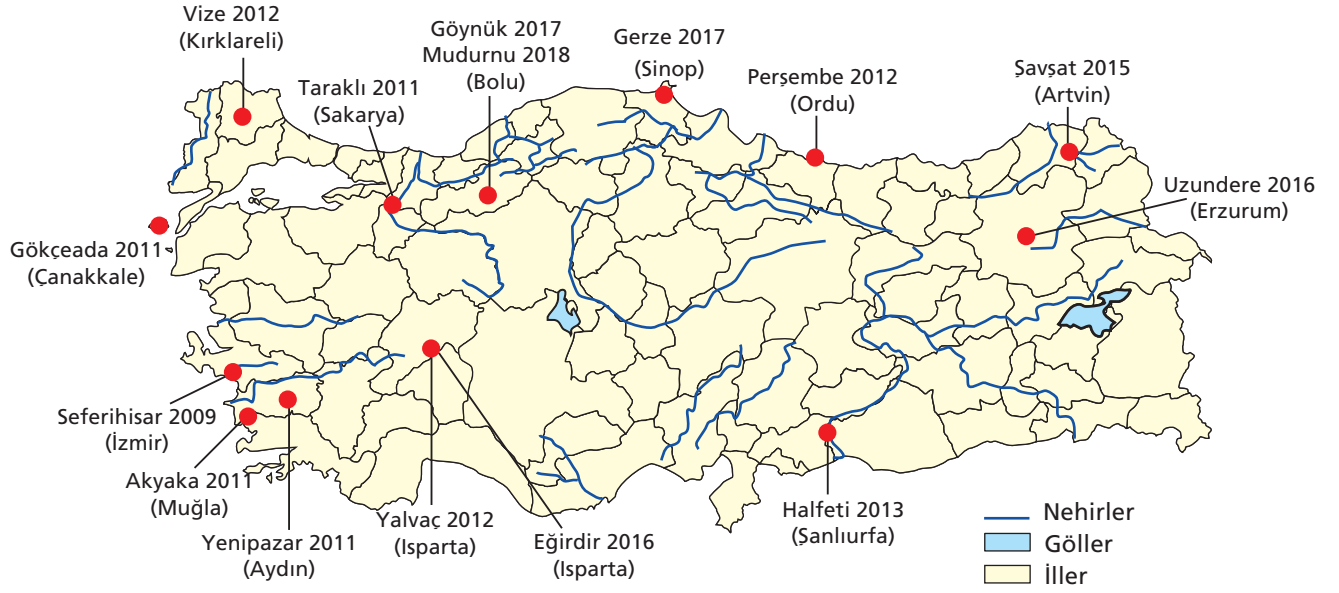 Vize 2012
(Kırklareli)
Göynük 2017
Mudurnu 2018
(Bolu)
Gerze 2017
(Sinop)
Taraklı 2011
(Sakarya)
Perşembe 2012
(Ordu)
Şavşat 2015
(Artvin)
Uzundere 2016
(Erzurum)
Gökçeada 2011
(Çanakkale)
Seferihisar 2009
(İzmir)
Akyaka 2011
(Muğla)
Yenipazar 2011
(Aydın)
Yalvaç 2012
(Isparta)
Eğirdir 2016
(Isparta)
Halfeti 2013
(Şanlıurfa)
Nehirler
Göller
İller